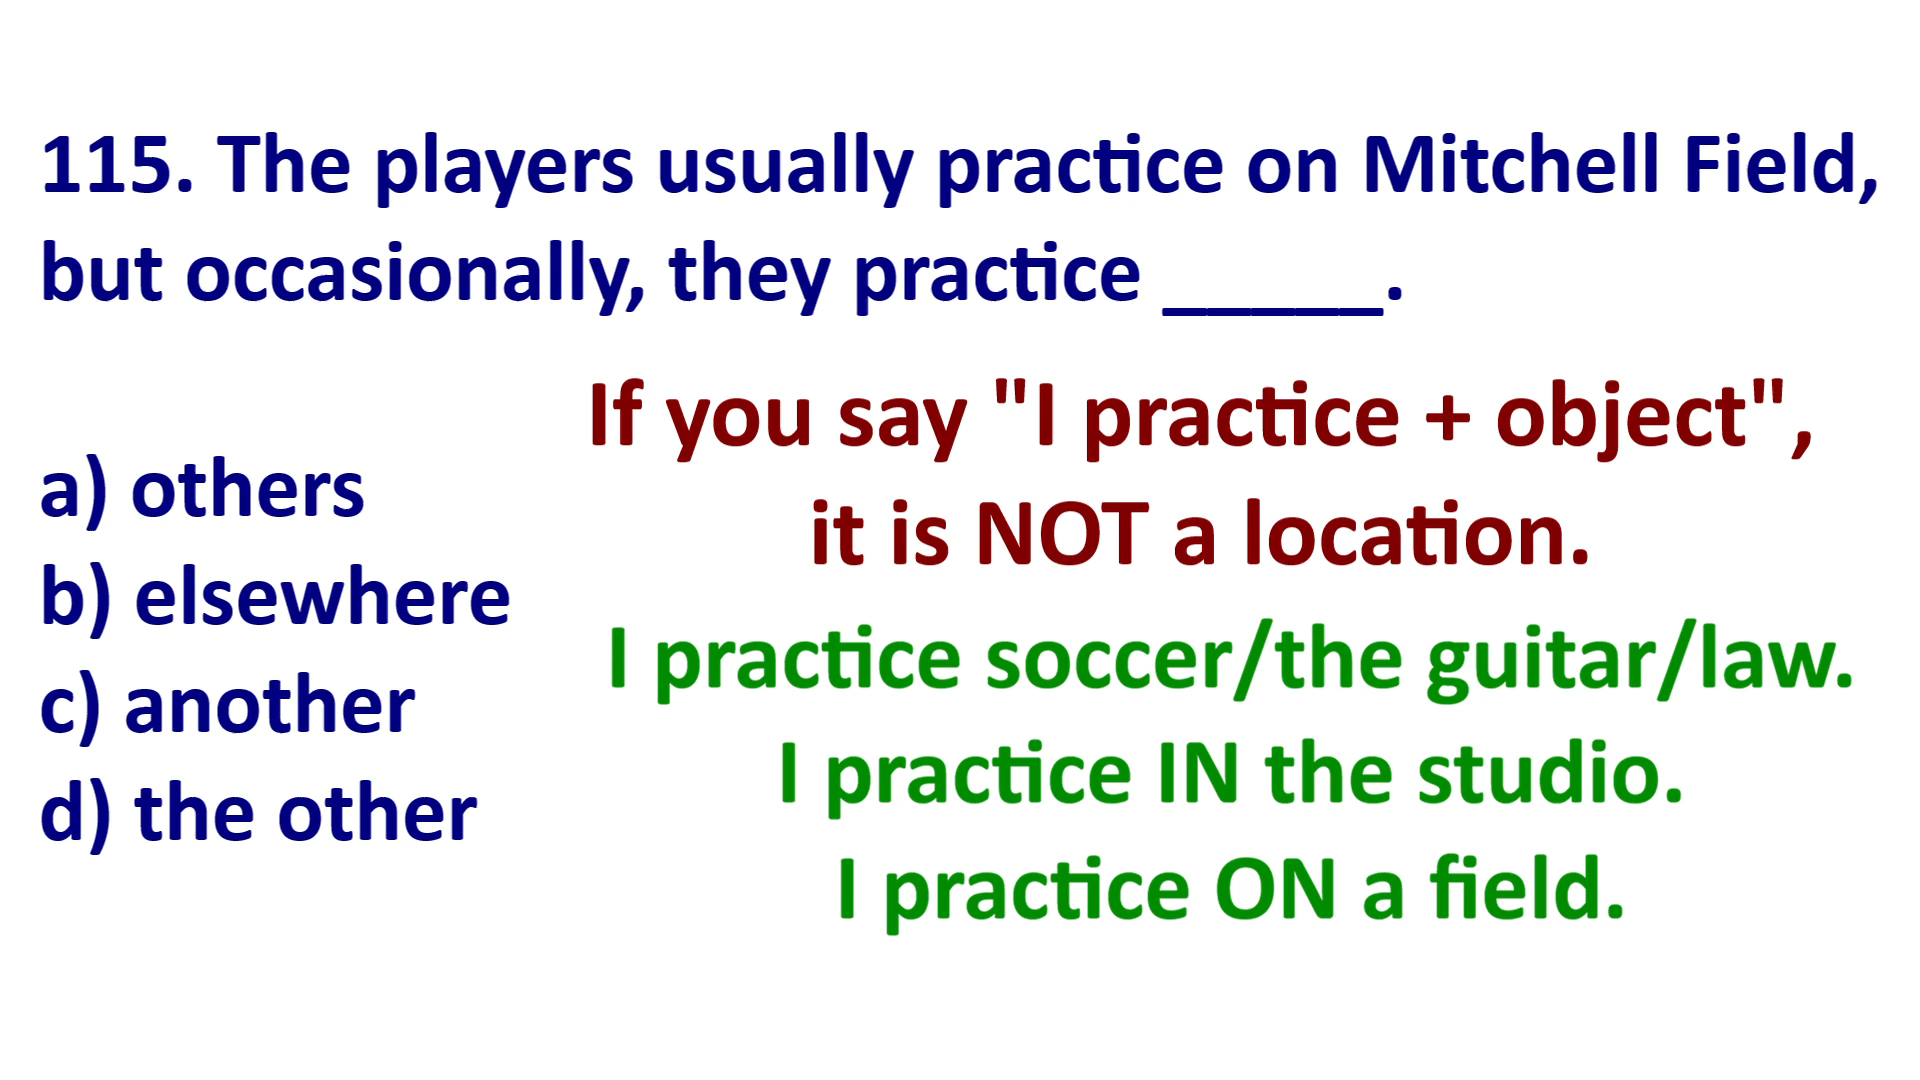 115. The players usually practice on Mitchell Field,
but occasionally, they practice _____.
If you say "I practice + object",
it is NOT a location.
I practice soccer/the guitar/law.
I practice IN the studio.
I practice ON a field.
a) others
b) elsewhere
c) another
d) the other